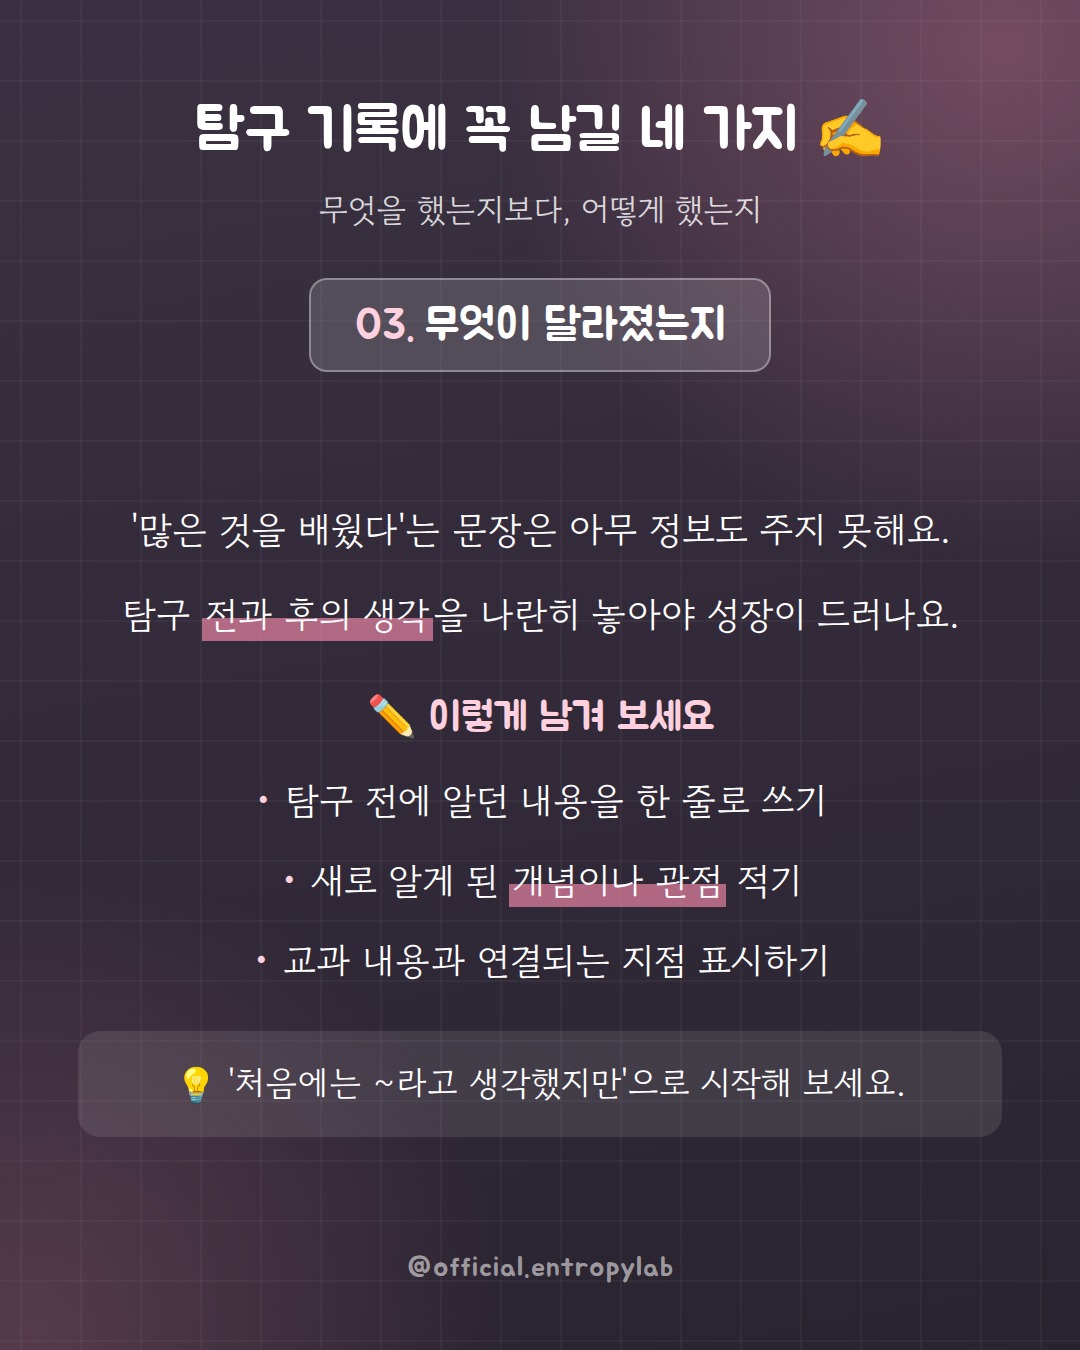 탐구 기록에 꼭 남길 네 가지 ✍️
무엇을 했는지보다, 어떻게 했는지
03. 무엇이 달라졌는지
'많은 것을 배웠다'는 문장은 아무 정보도 주지 못해요.
탐구 전과 후의 생각을 나란히 놓아야 성장이 드러나요.
✏️ 이렇게 남겨 보세요
• 탐구 전에 알던 내용을 한 줄로 쓰기
• 새로 알게 된 개념이나 관점 적기
• 교과 내용과 연결되는 지점 표시하기
💡 '처음에는 ~라고 생각했지만'으로 시작해 보세요.
@official.entropylab